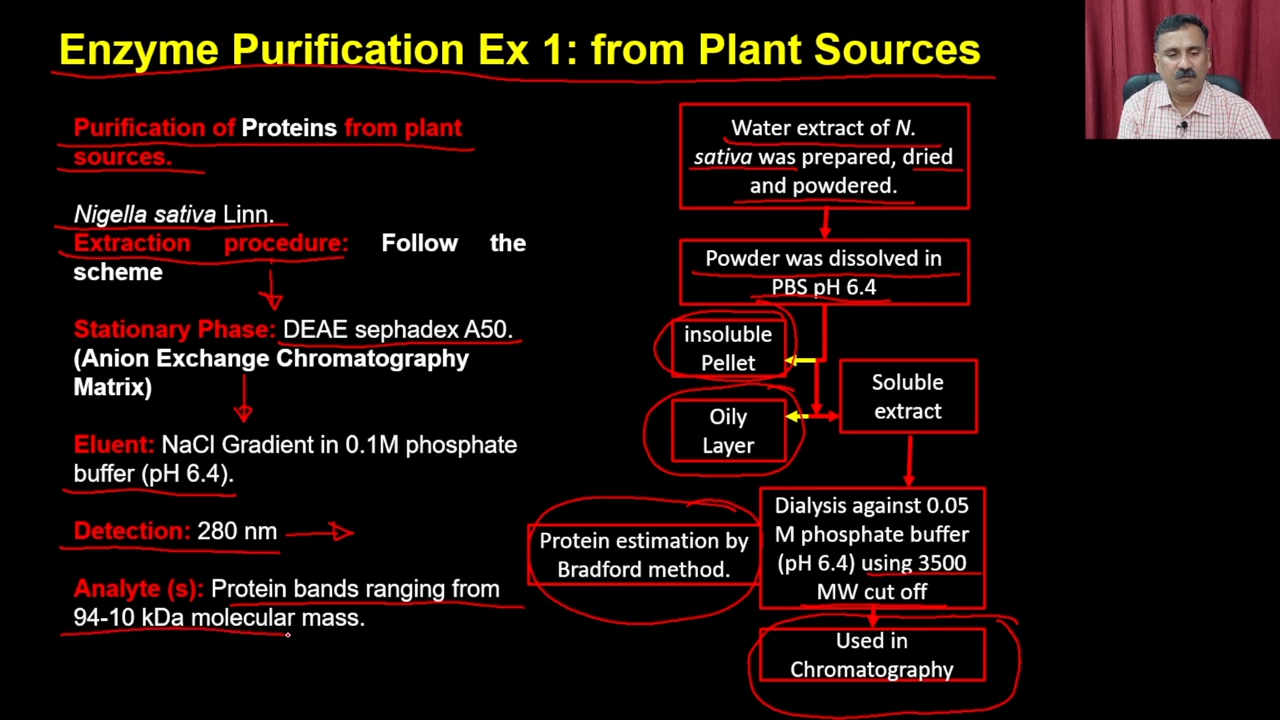 Enzyme Purification Ex 1: from Plant Sources
Purification of Proteins from plant
sources.
Nigella sativa Linn.
Extraction procedure: Follow the
scheme
Stationary Phase: DEAE sephadex A50.
(Anion Exchange Chromatography
Matrix)
Eluent: NaCl Gradient in 0.1M phosphate
buffer (pH 6.4).
Detection: 280 nm
Analyte (s): Protein bands ranging from
94-10 kDa molecular mass.
Water extract of N.
sativa was prepared, dried
and powdered.
Powder was dissolved in
PBS pH 6.4
insoluble
Pellet
Oily
Layer
Soluble
extract
Protein estimation by
Bradford method.
Dialysis against 0.05
M phosphate buffer
(pH 6.4) using 3500
MW cut off
Used in
Chromatography